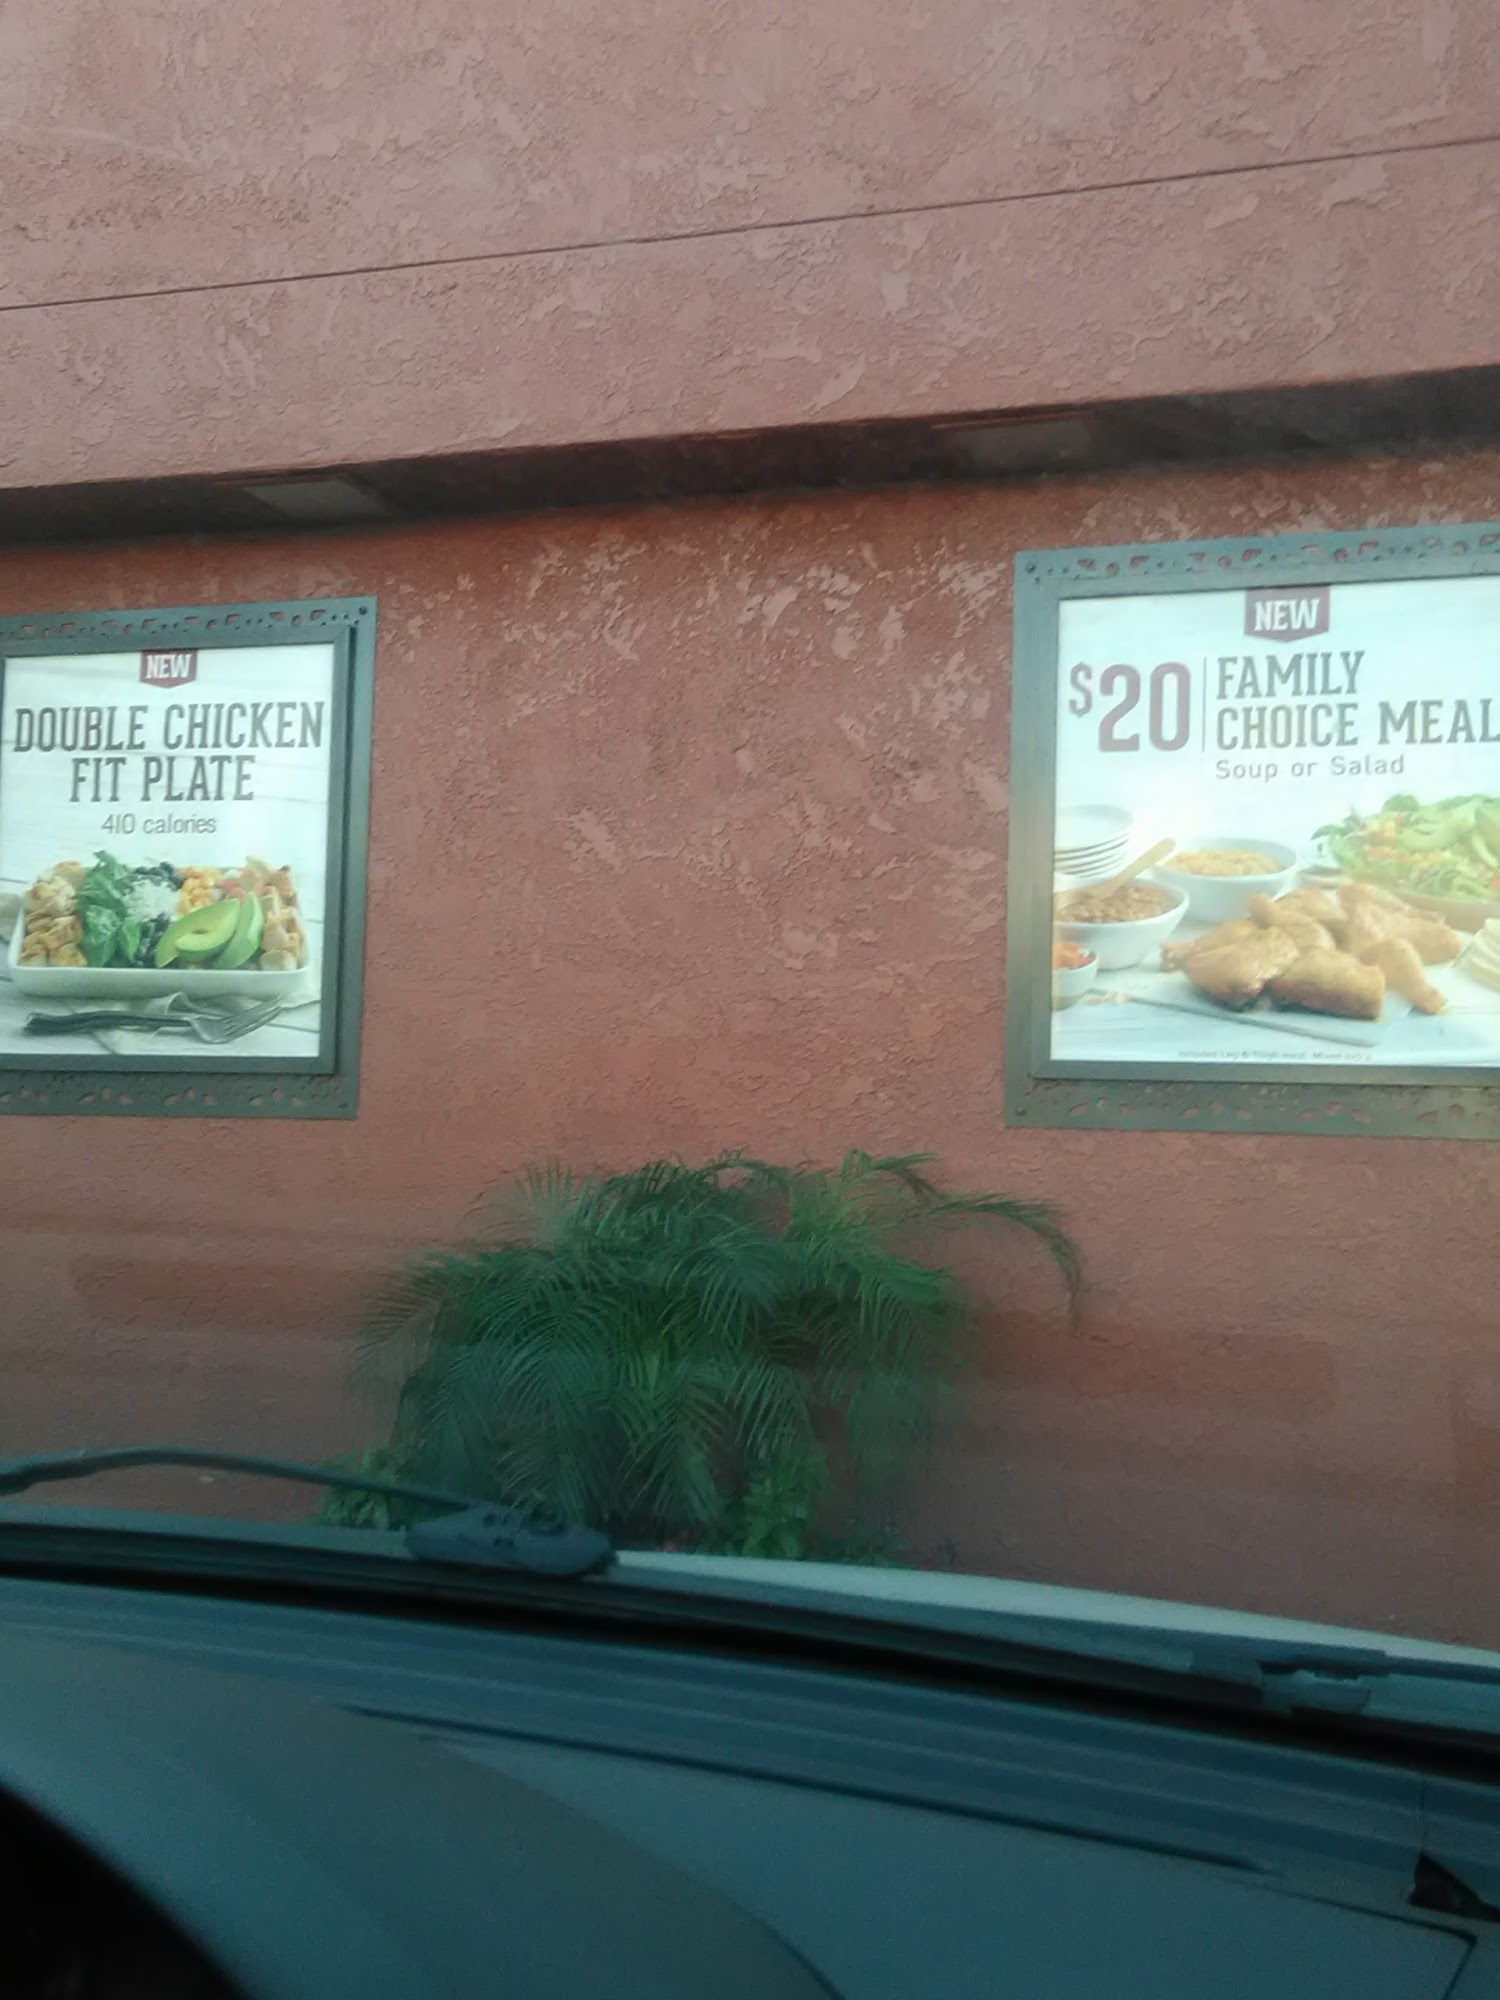 NEW
DOUBLE CHICKEN
FIT PLATE
410 calories
NEW
$20
FAMILY
CHOICE MEAL
Soup or Salad